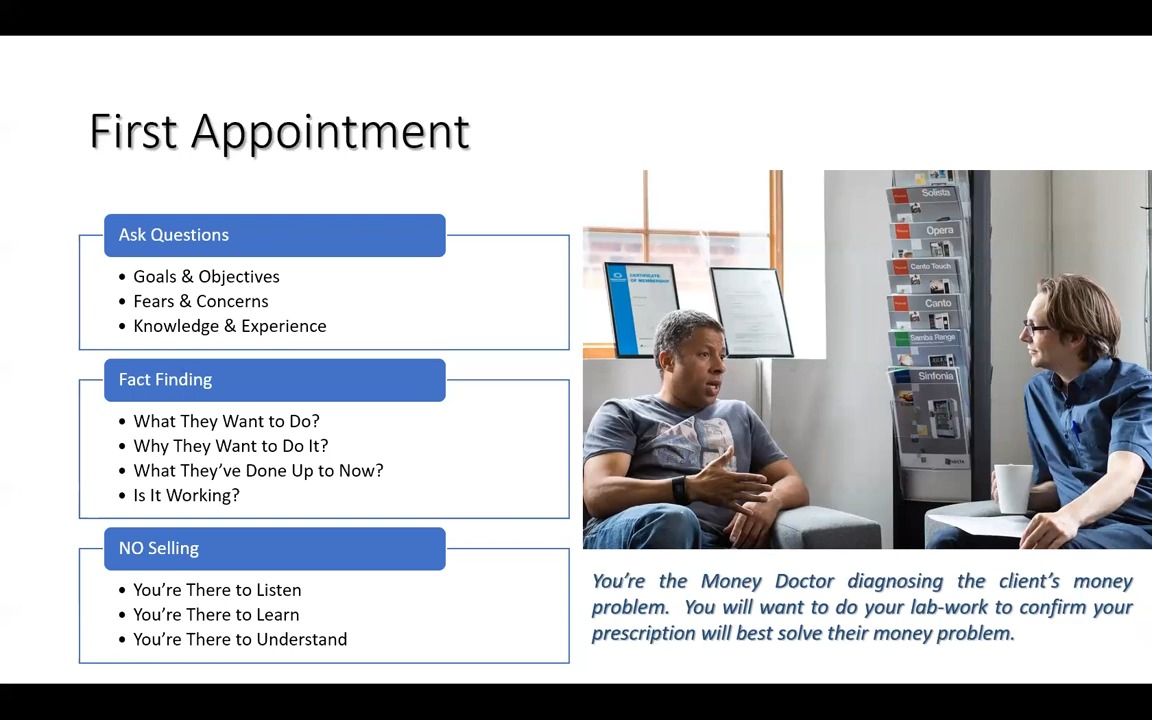 First Appointment
Ask Questions
• Goals & Objectives
• Fears & Concerns
• Knowledge & Experience
Fact Finding
• What They Want to Do?
• Why They Want to Do It?
• What They've Done Up to Now?
• Is It Working?
NO Selling
• You're There to Listen
• You're There to Learn
• You're There to Understand
CERTIFICATE
OF MEMBERSHIP
Solista
Opera
Canto Touch
Canto
Samba Range
Sinfonia
You're the Money Doctor diagnosing the client's money
problem. You will want to do your lab-work to confirm your
prescription will best solve their money problem.